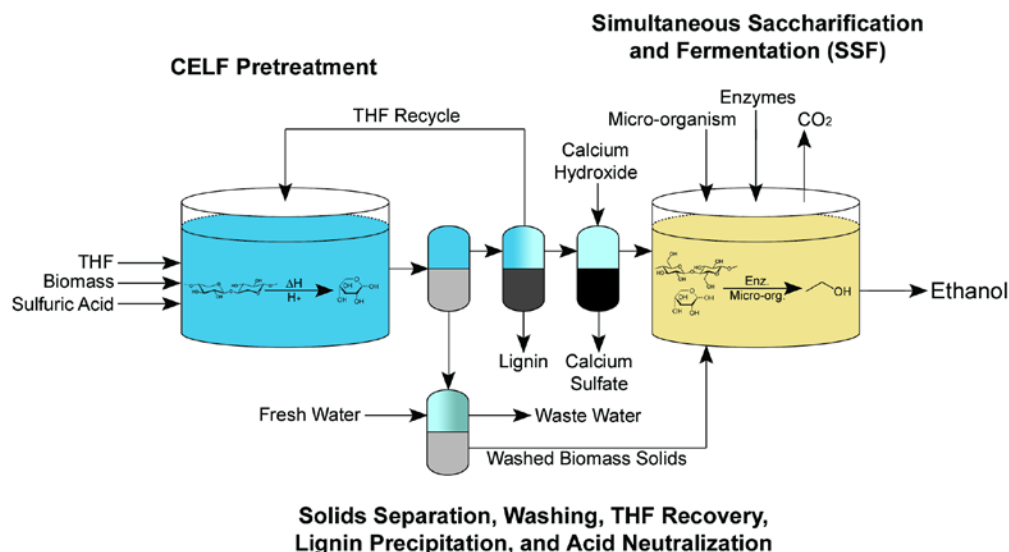 Simultaneous Saccharification
and Fermentation (SSF)
CELF Pretreatment
Enzymes
THF Recycle
Micro-organism
CO₂
Calcium
Hydroxide
THF
Biomass
Sulfuric Acid
ΔH
H+
Enz.
Micro-org.
OH
Ethanol
Lignin
Calcium
Sulfate
Fresh Water
Waste Water
Washed Biomass Solids
Solids Separation, Washing, THF Recovery,
Lignin Precipitation, and Acid Neutralization